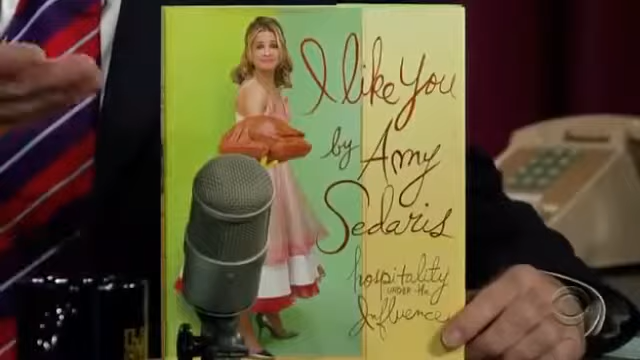 I like You
by Amy
Sedaris
hospitality
UNDER the
Influence